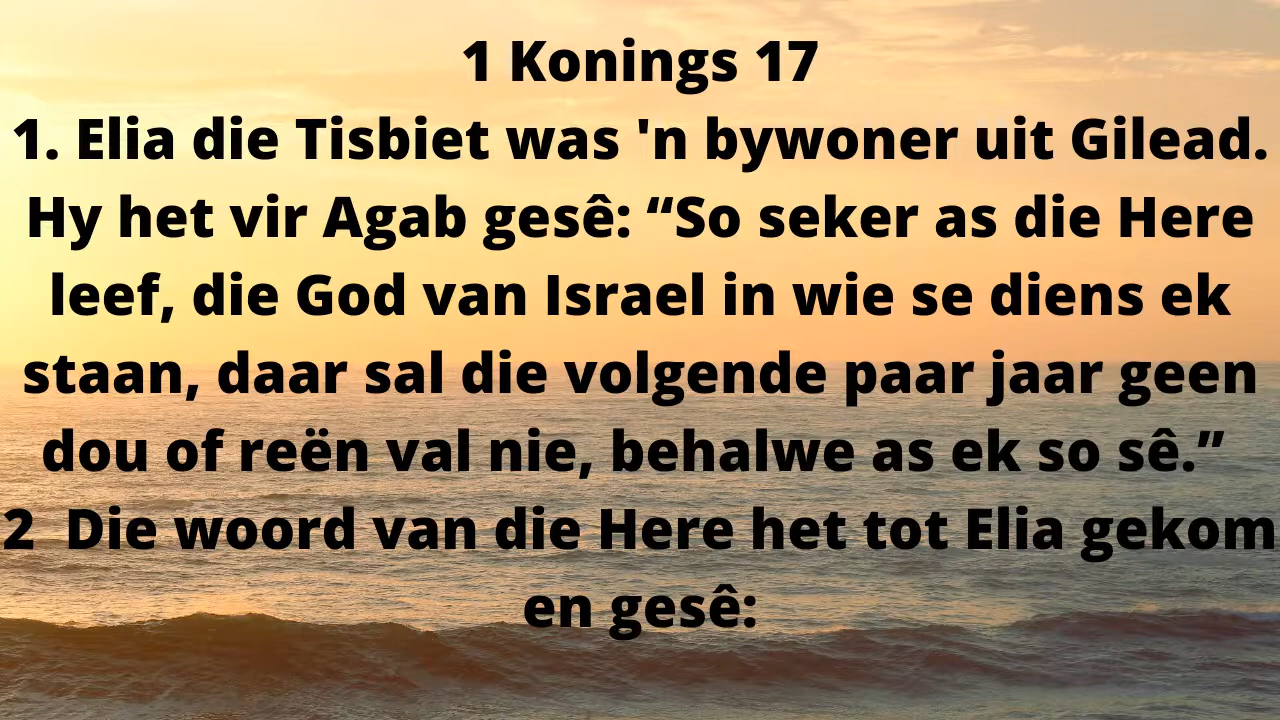 1 Konings 17
1. Elia die Tisbiet was 'n bywoner uit Gilead.
Hy het vir Agab gesê: “So seker as die Here
leef, die God van Israel in wie se diens ek
staan, daar sal die volgende paar jaar geen
dou of reën val nie, behalwe as ek so sê.”
2  Die woord van die Here het tot Elia gekom
en gesê: